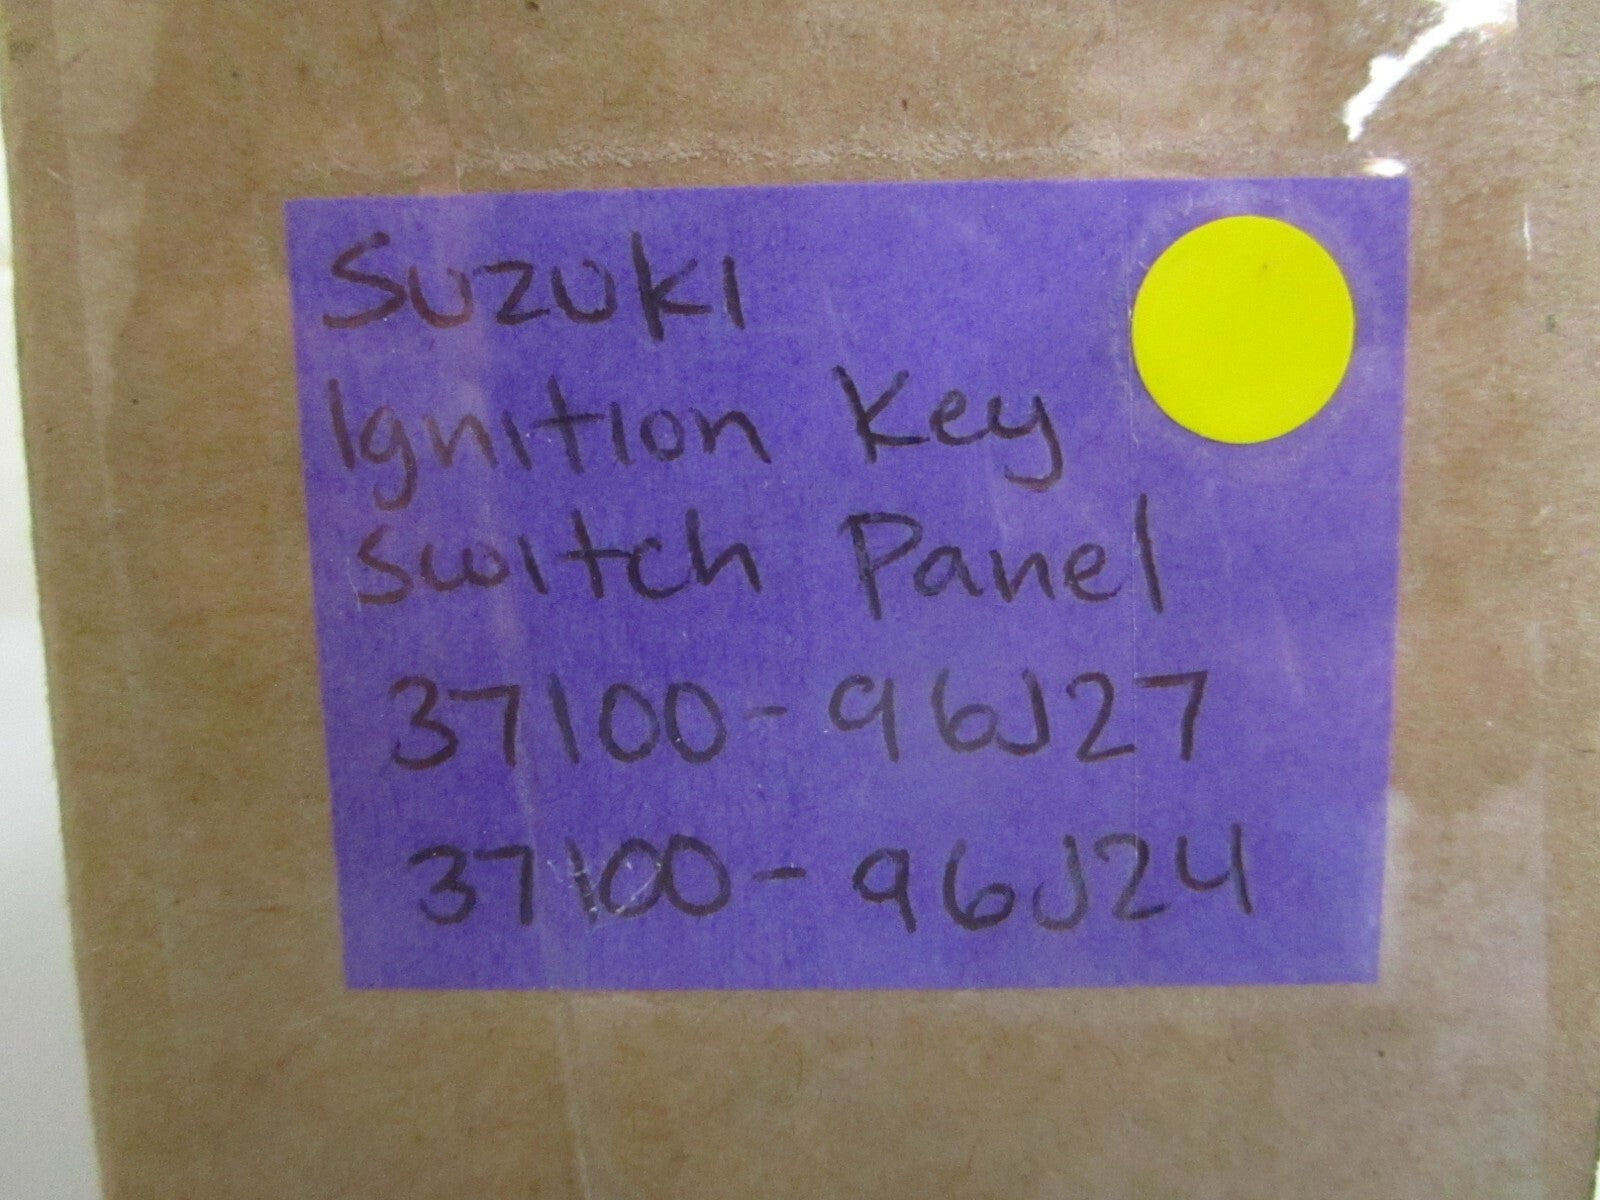 Suzuki
Ignition Key
Switch Panel
37100-96J27
37100-96J24